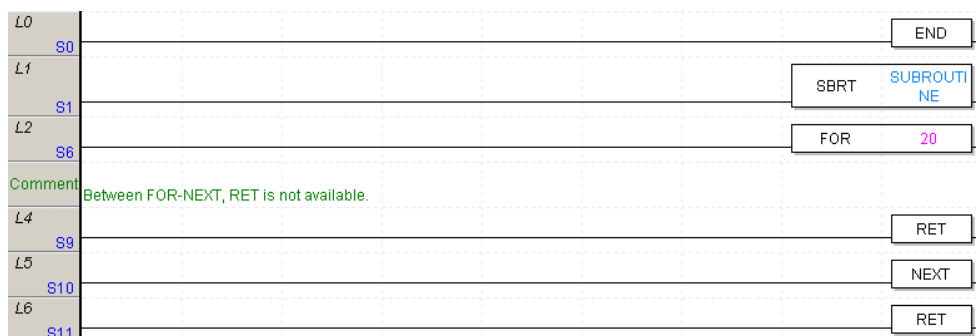 L0
S0
END
L1
S1
SBRT SUBROUTI
NE
L2
S6
FOR 20
Comment
Between FOR-NEXT, RET is not available.
L4
S9
RET
L5
S10
NEXT
L6
S11
RET